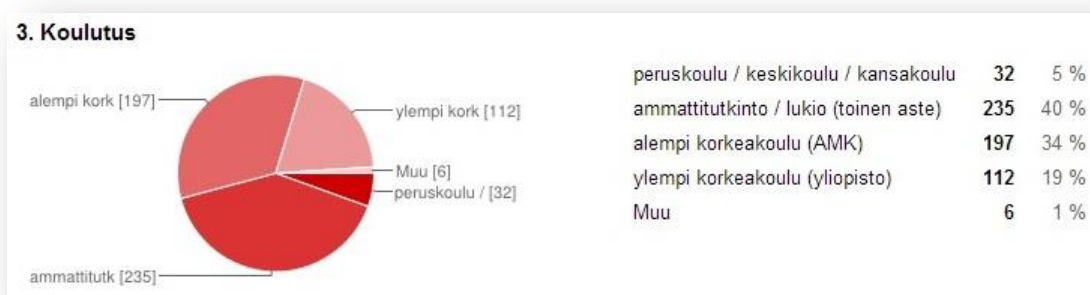 3. Koulutus
alempi kork [197]
ylempi kork [112]
Muu [6]
peruskoulu / [32]
ammattitutk [235]
peruskoulu / keskikoulu / kansakoulu 32 5 %
ammattitutkinto / lukio (toinen aste) 235 40 %
alempi korkeakoulu (AMK) 197 34 %
ylempi korkeakoulu (yliopisto) 112 19 %
Muu 6 1 %